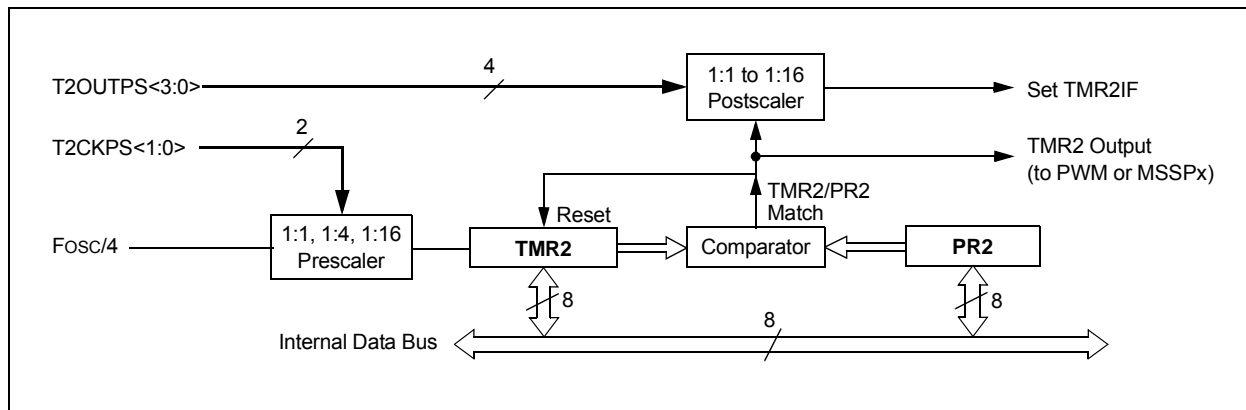 T2OUTPS<3:0>
4
1:1 to 1:16
Postscaler
Set TMR2IF
T2CKPS<1:0>
2
TMR2 Output
(to PWM or MSSPx)
TMR2/PR2
Match
Reset
FOSC/4
1:1, 1:4, 1:16
Prescaler
TMR2
Comparator
PR2
8
8
8
Internal Data Bus